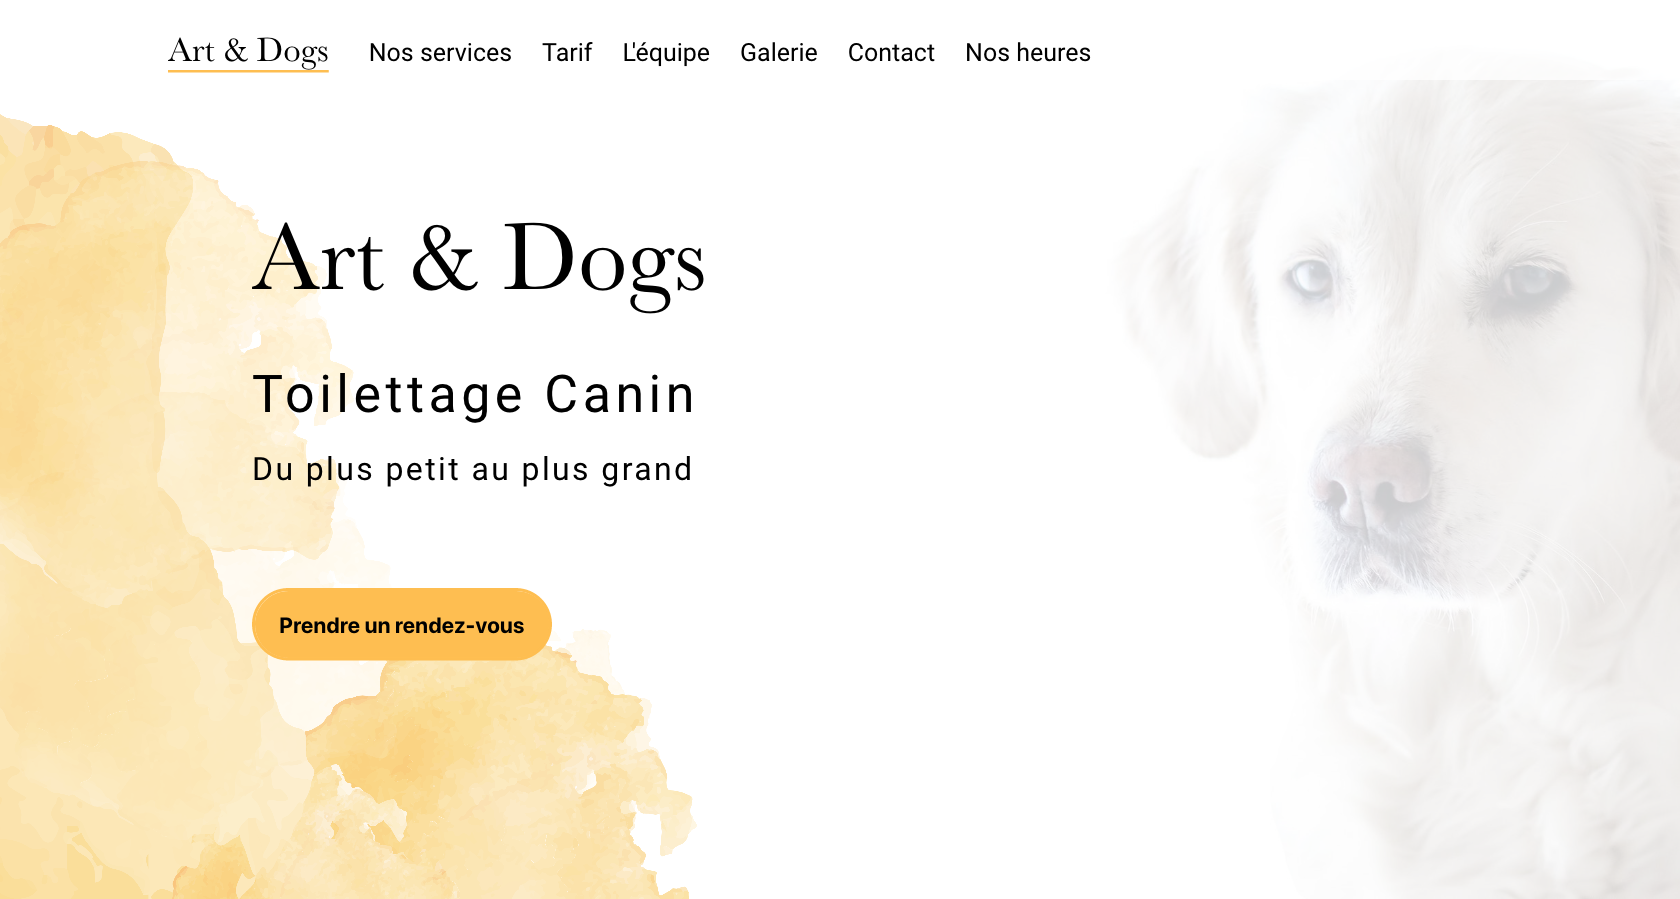 Art & Dogs Nos services Tarif L'équipe Galerie Contact Nos heures
Art & Dogs
Toilettage Canin
Du plus petit au plus grand
Prendre un rendez-vous